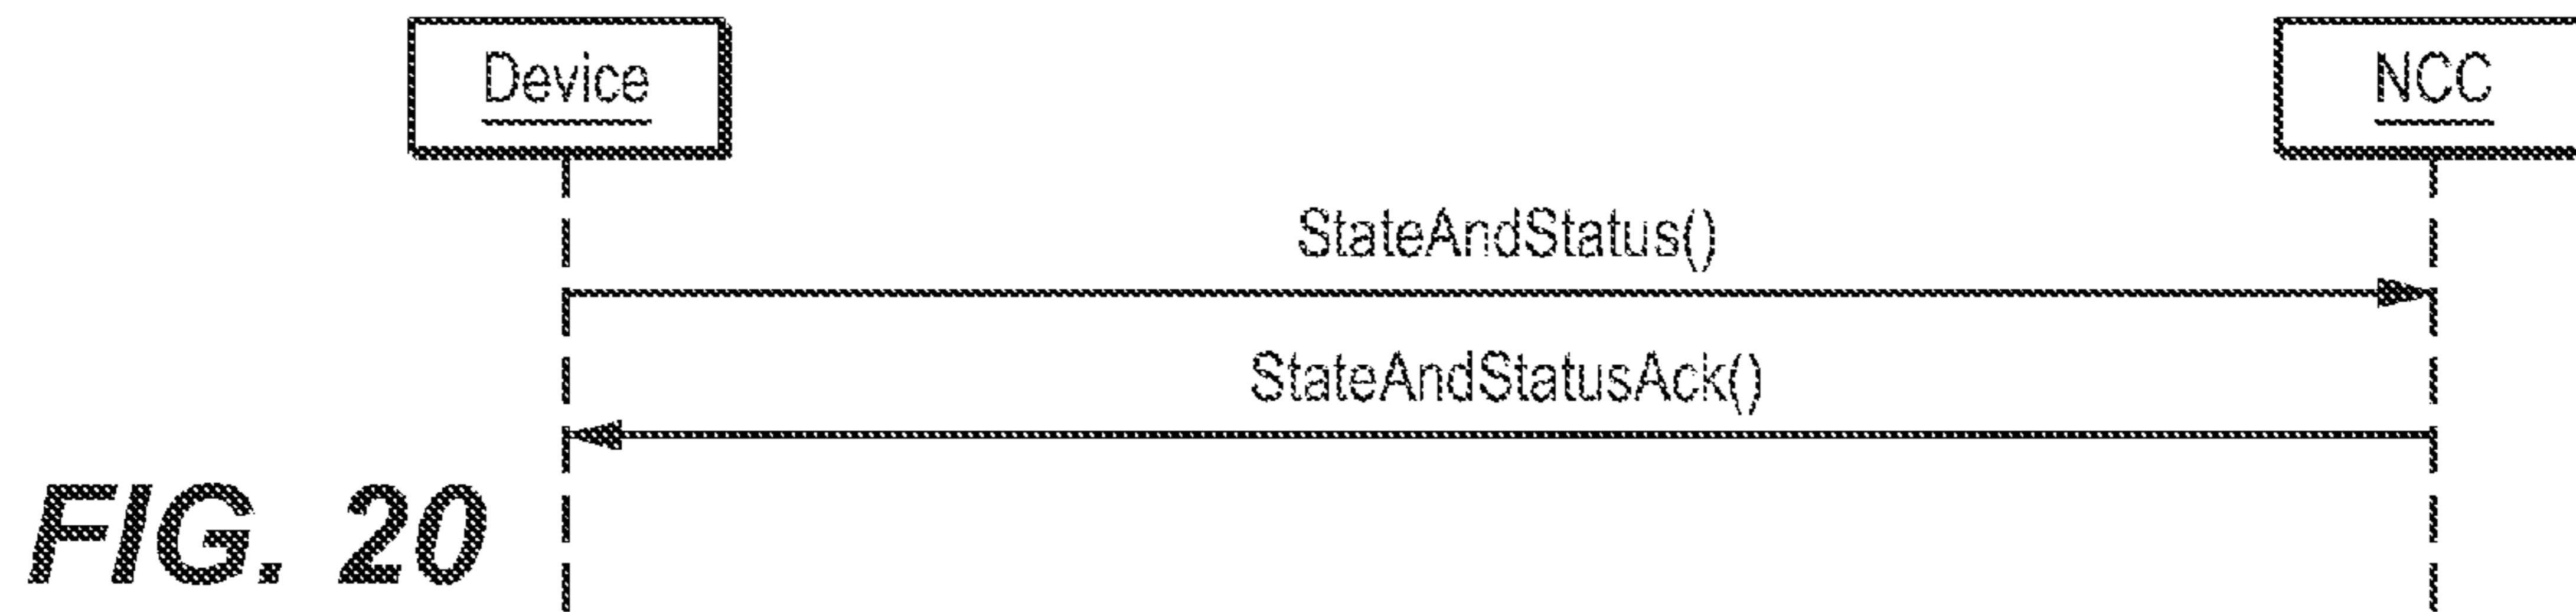 Device
NCC
StateAndStatus()
StateAndStatusAck()
FIG. 20